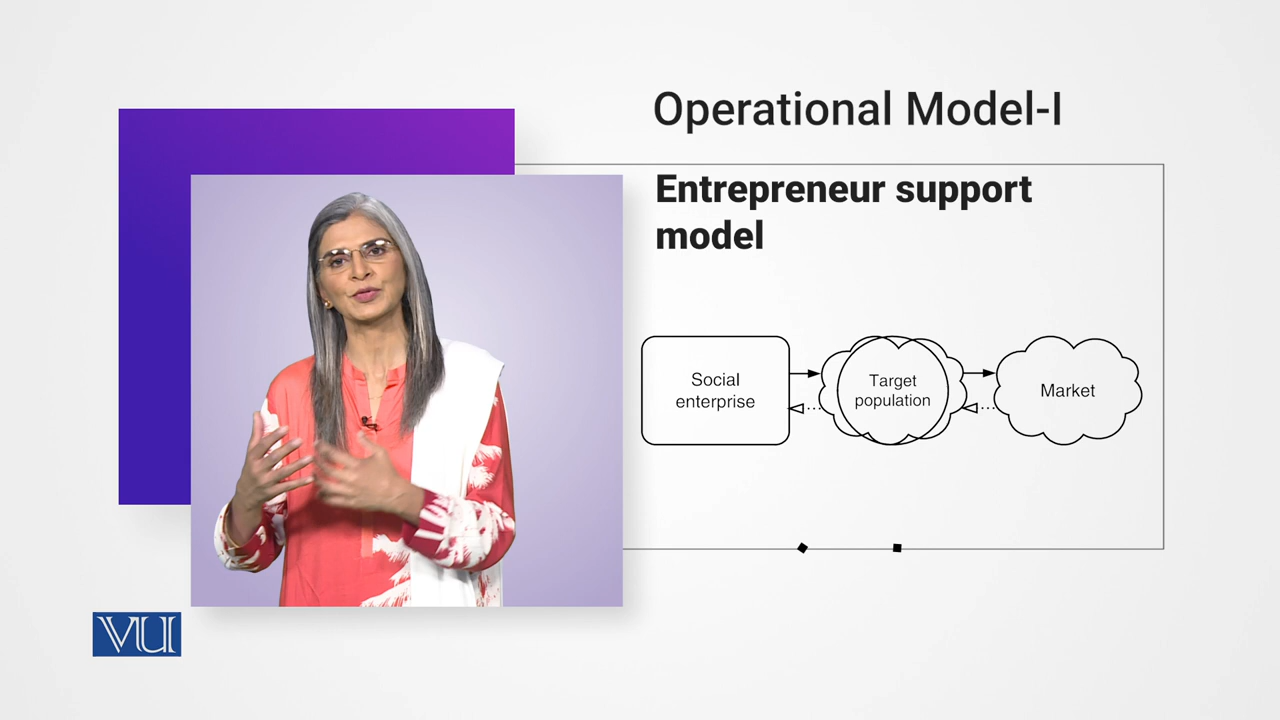 Operational Model-I
Entrepreneur support
model
Social
enterprise
Target
population
Market
VU